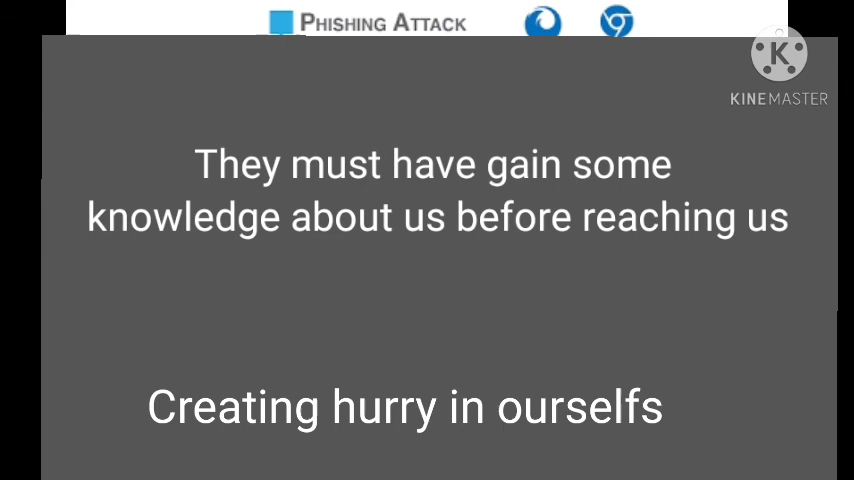 PHISHING ATTACK
KINEMASTER
They must have gain some
knowledge about us before reaching us
Creating hurry in ourselfs